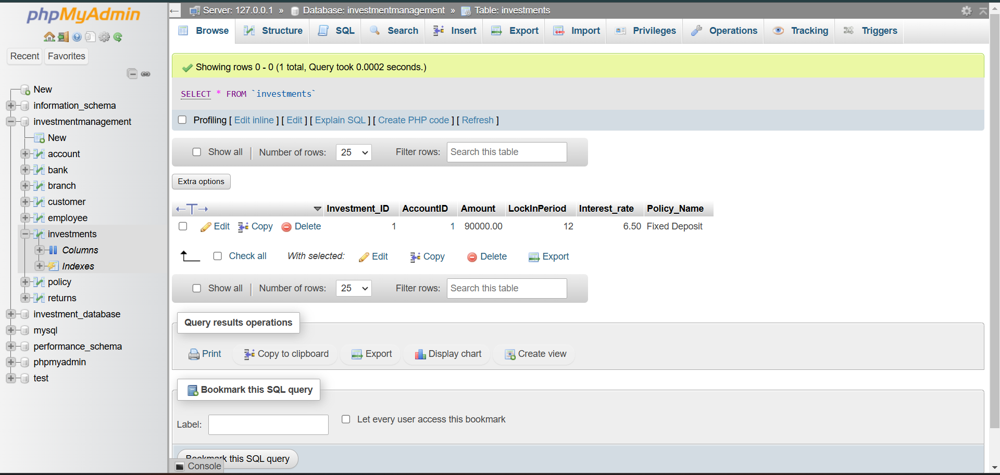 phpMyAdmin
Recent Favorites
New
information_schema
investmentmanagement
New
account
bank
branch
customer
employee
investments
Columns
Indexes
policy
returns
investment_database
mysql
performance_schema
phpmyadmin
test
Server: 127.0.0.1 » Database: investmentmanagement » Table: investments
Browse Structure SQL Search Insert Export Import Privileges Operations Tracking Triggers
Showing rows 0 - 0 (1 total, Query took 0.0002 seconds.)
SELECT * FROM `investments`
Profiling [ Edit inline ] [ Edit ] [ Explain SQL ] [ Create PHP code ] [ Refresh ]
Show all | Number of rows: 25 Filter rows: Search this table
Extra options
←T→ Investment_ID AccountID Amount LockInPeriod Interest_rate Policy_Name
Edit Copy Delete 1 1 90000.00 12 6.50 Fixed Deposit
Check all With selected: Edit Copy Delete Export
Show all | Number of rows: 25 Filter rows: Search this table
Query results operations
Print Copy to clipboard Export Display chart Create view
Bookmark this SQL query
Label: Let every user access this bookmark
Bookmark this SQL query
Console